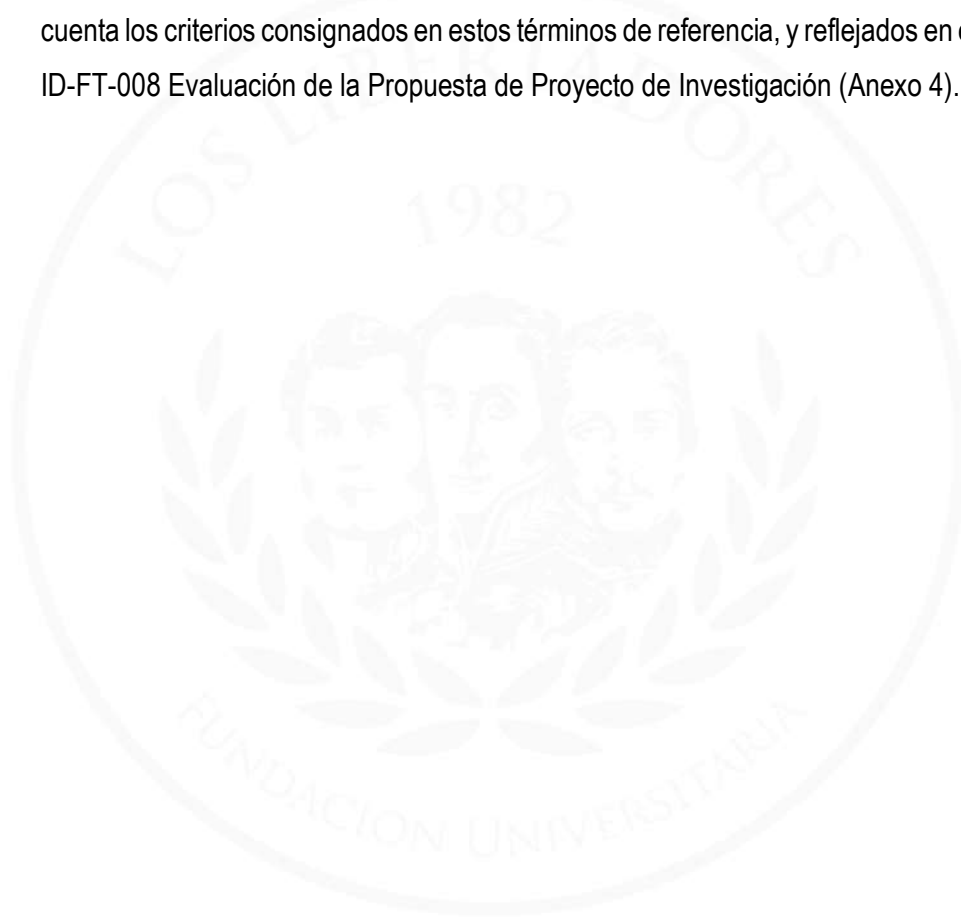 cuenta los criterios consignados en estos términos de referencia, y reflejados en
ID-FT-008 Evaluación de la Propuesta de Proyecto de Investigación (Anexo 4).
LOS LIBERTADORES
1982
FUNDACIÓN UNIVERSITARIA